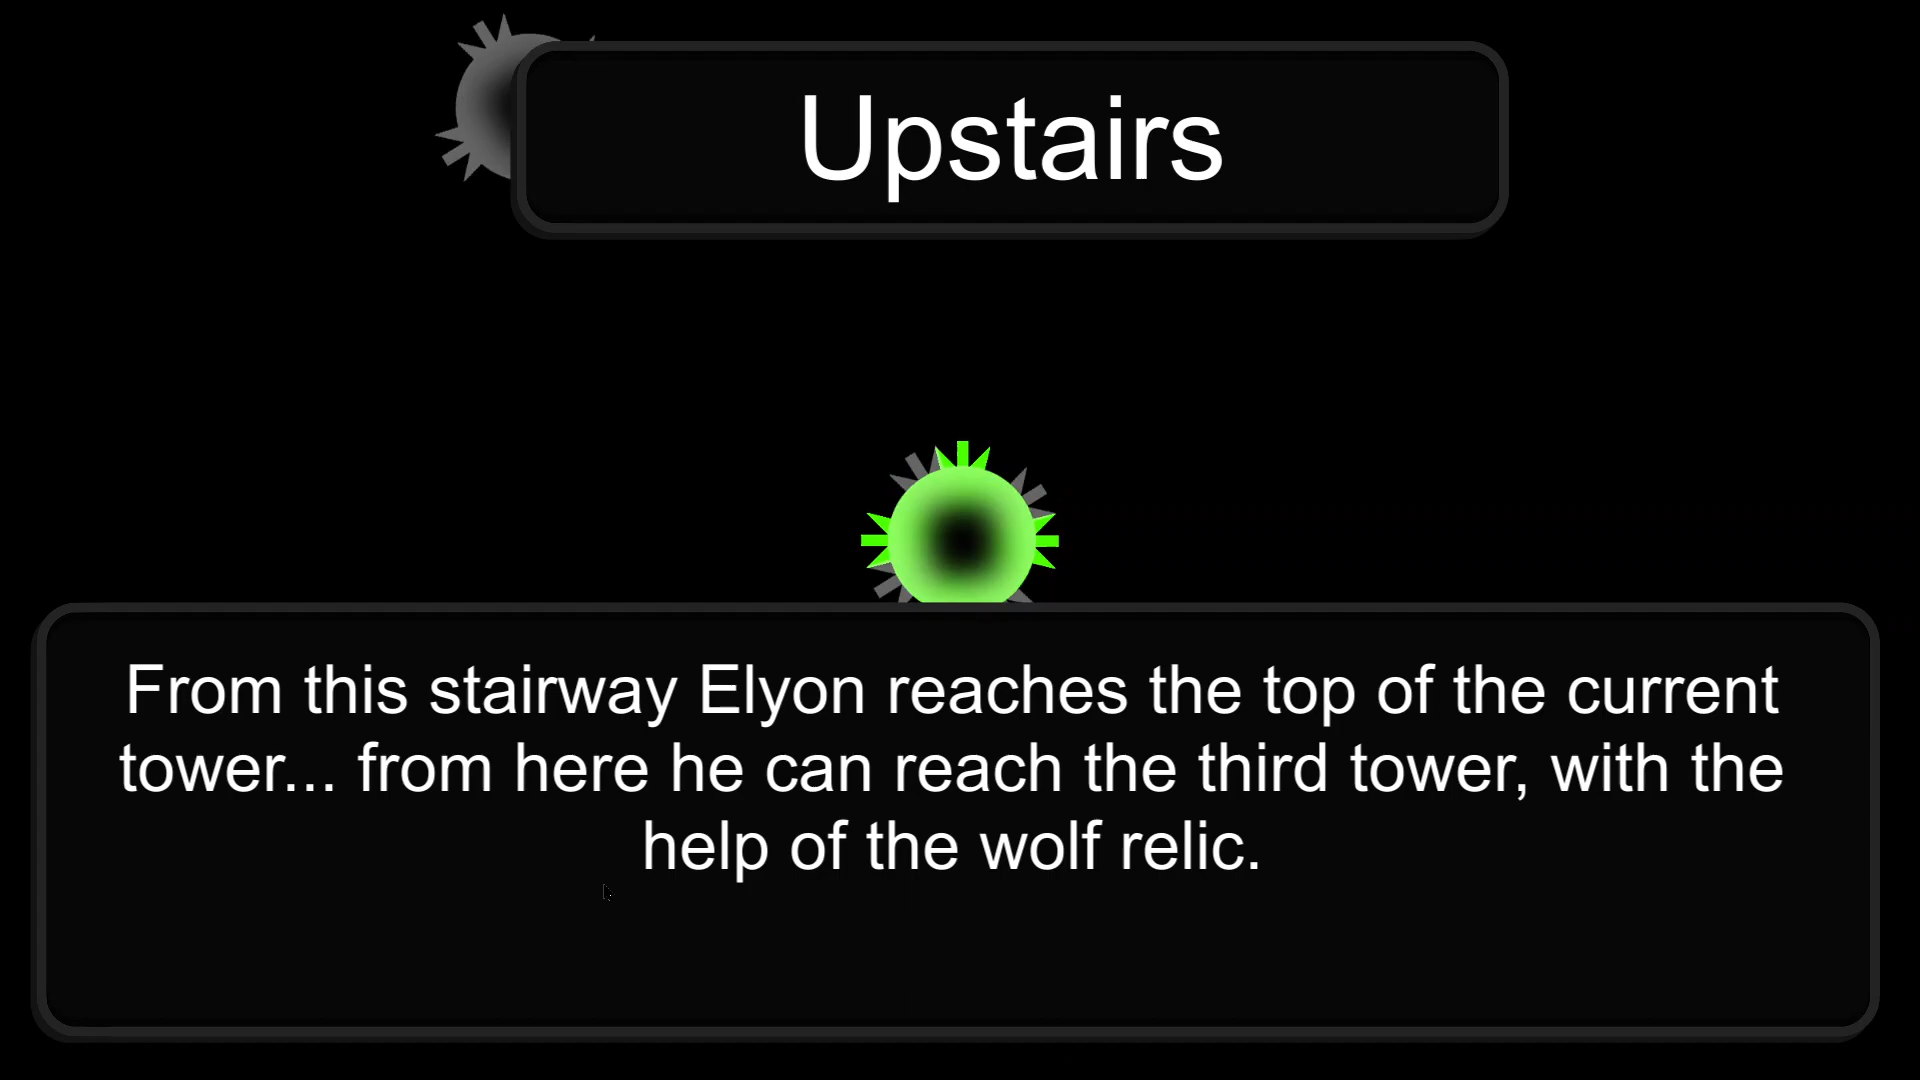 Upstairs
From this stairway Elyon reaches the top of the current
tower... from here he can reach the third tower, with the
help of the wolf relic.